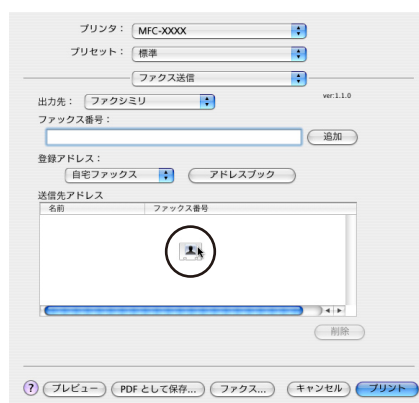 プリンタ： MFC-XXXX
プリセット： 標準
ファクス送信
出力先： ファクシミリ ver:1.1.0
ファックス番号：
追加
登録アドレス：
自宅ファックス アドレスブック
送信先アドレス
名前 ファックス番号
削除
? プレビュー PDF として保存... ファクス... キャンセル プリント